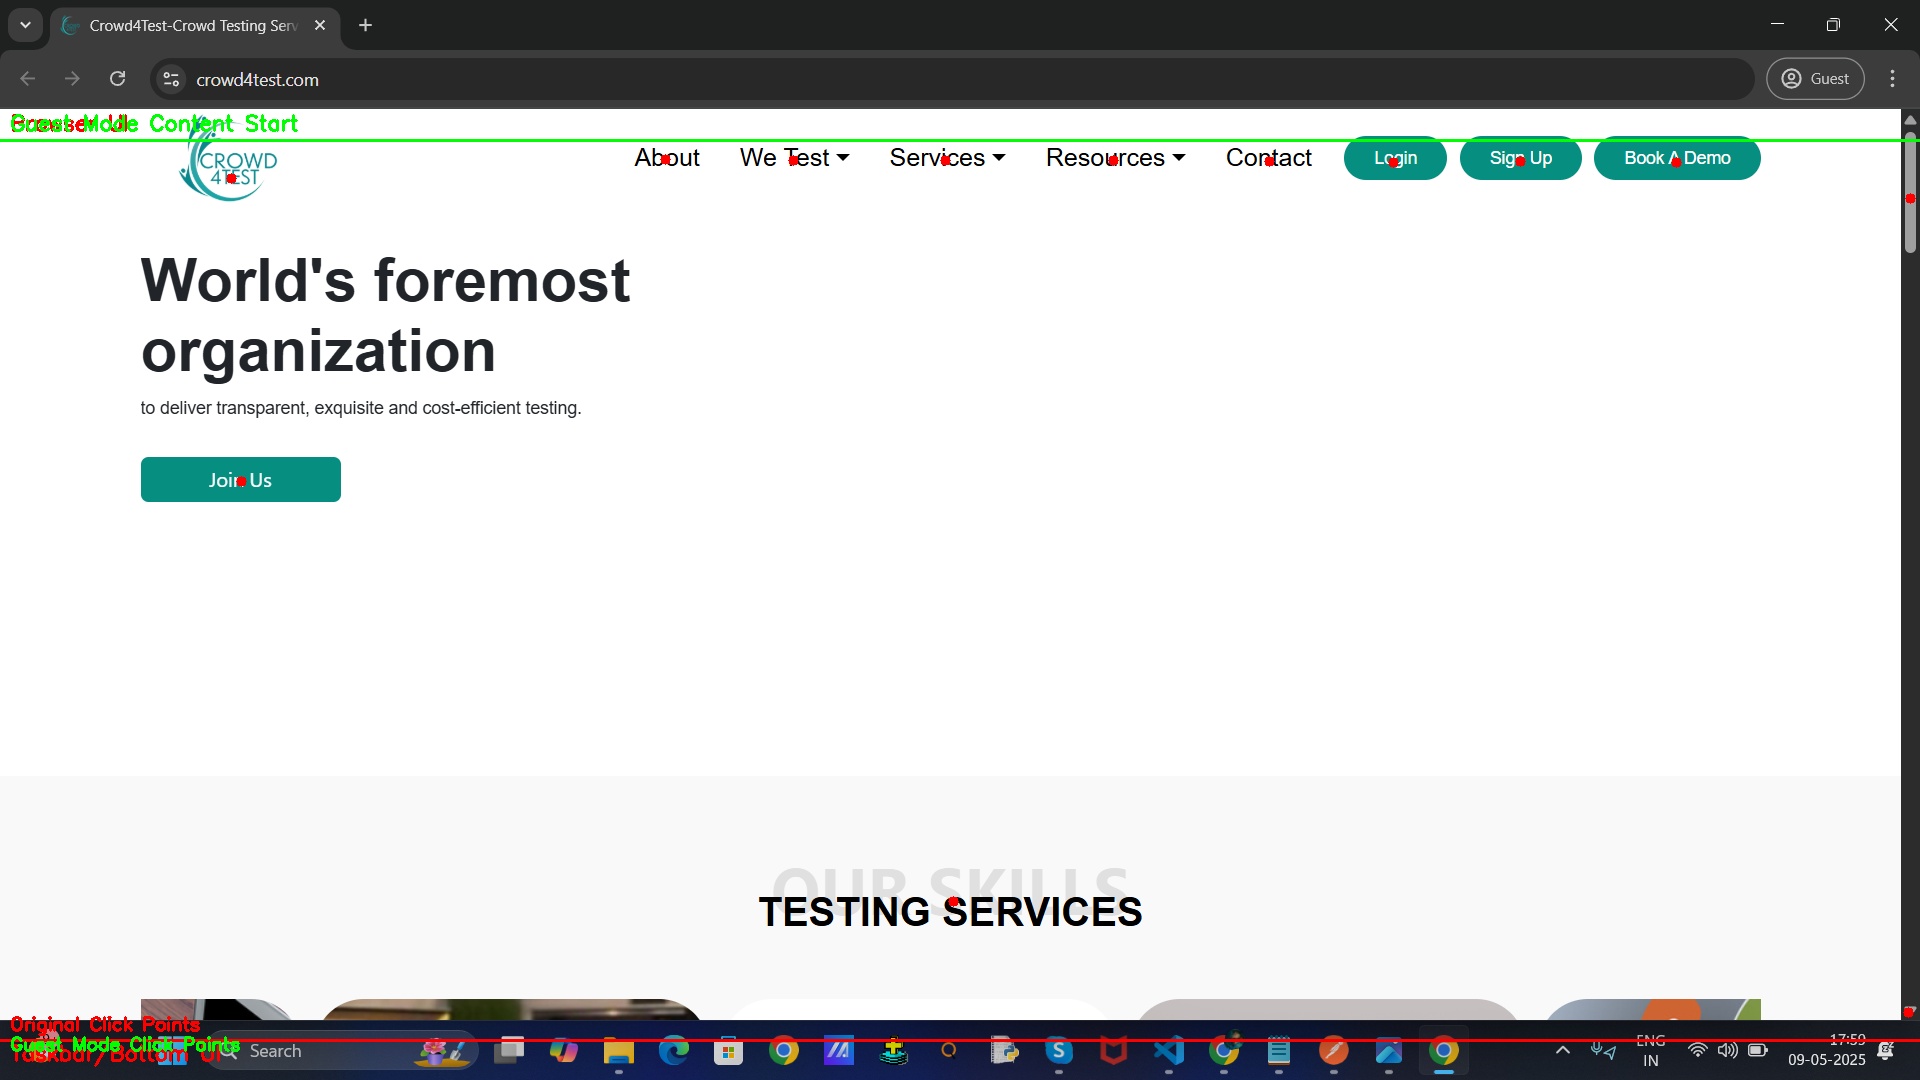 Crowd4Test-Crowd Testing Serv
crowd4test.com
Guest
Browser UI
Guest Mode Content Start
CROWD
4TEST
About
We Test
Services
Resources
Contact
Login
Sign Up
Book A Demo
World's foremost
organization
to deliver transparent, exquisite and cost-efficient testing.
Join Us
OUR SKILLS
TESTING SERVICES
Original Click Points
Guest Mode Click Points
Taskbar/Bottom UI
Search
ENG
IN
17:59
09-05-2025